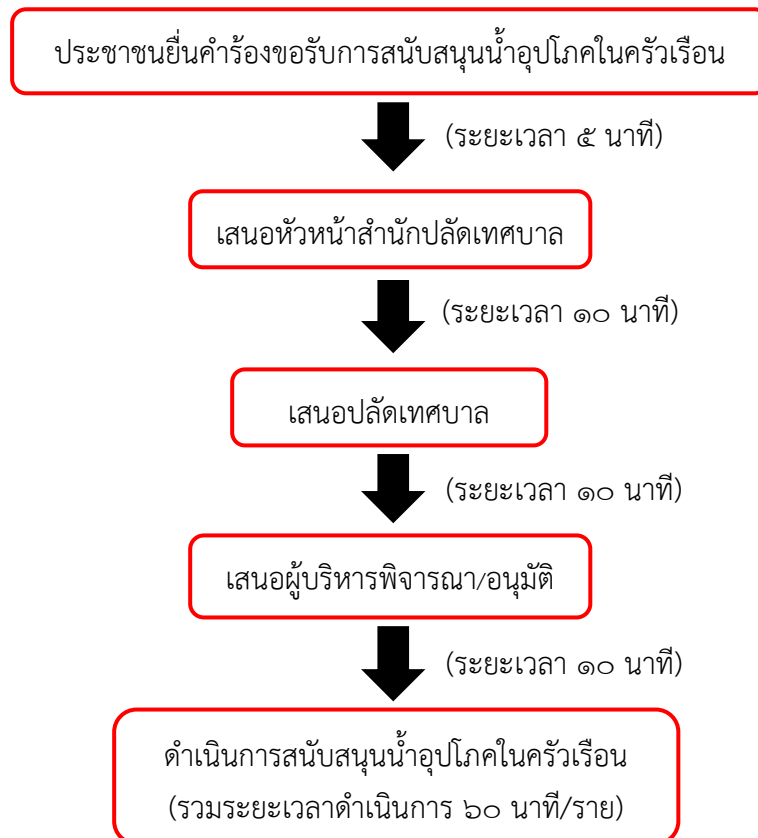 ประชาชนยื่นคำร้องขอรับการสนับสนุนน้ำอุปโภคในครัวเรือน
(ระยะเวลา ๕ นาที)
เสนอหัวหน้าสำนักปลัดเทศบาล
(ระยะเวลา ๑๐ นาที)
เสนอปลัดเทศบาล
(ระยะเวลา ๑๐ นาที)
เสนอผู้บริหารพิจารณา/อนุมัติ
(ระยะเวลา ๑๐ นาที)
ดำเนินการสนับสนุนน้ำอุปโภคในครัวเรือน
(รวมระยะเวลาดำเนินการ ๖๐ นาที/ราย)